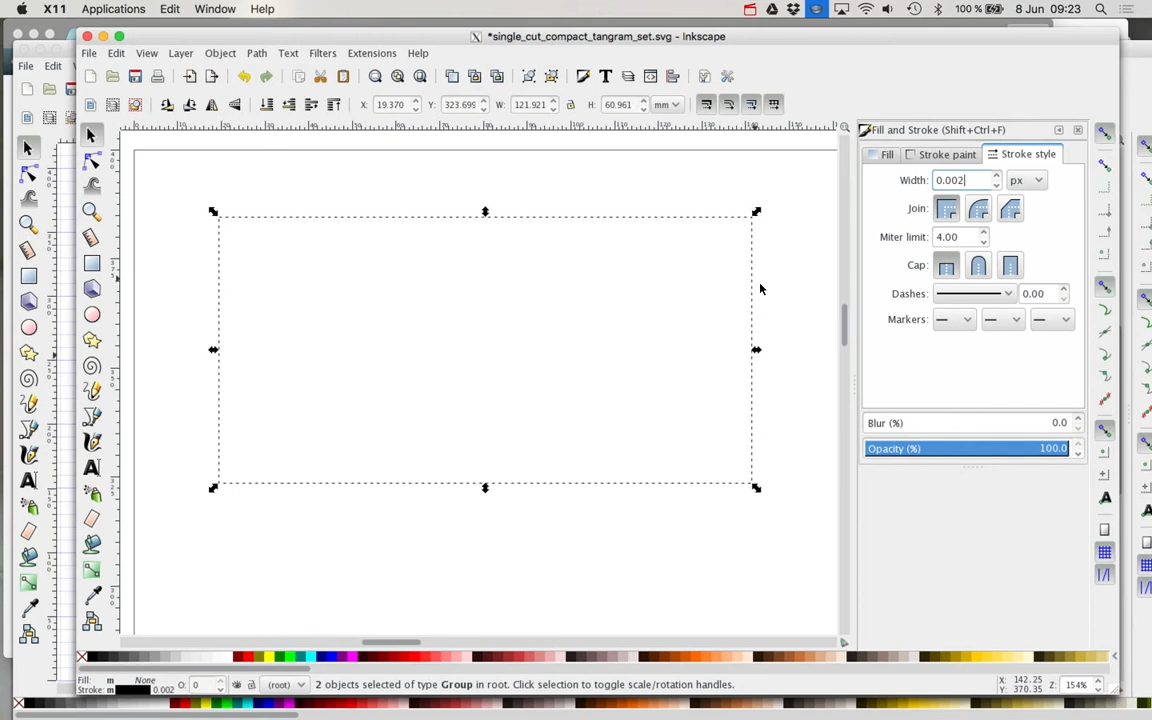 X11 Applications Edit Window Help 100 % 8 Jun 09:23
*single_cut_compact_tangram_set.svg - Inkscape
File Edit View Layer Object Path Text Filters Extensions Help
File Edit
X: 19.370 Y: 323.699 W: 121.921 H: 60.961 mm
Fill and Stroke (Shift+Ctrl+F)
Fill Stroke paint Stroke style
Width: 0.002 px
Join:
Miter limit: 4.00
Cap:
Dashes: 0.00
Markers:
Blur (%) 0.0
Opacity (%) 100.0
Fill: m None
Stroke: m 0.002 O: 0 (root) 2 objects selected of type Group in root. Click selection to toggle scale/rotation handles. X: 142.25 Y: 370.35 Z: 154%